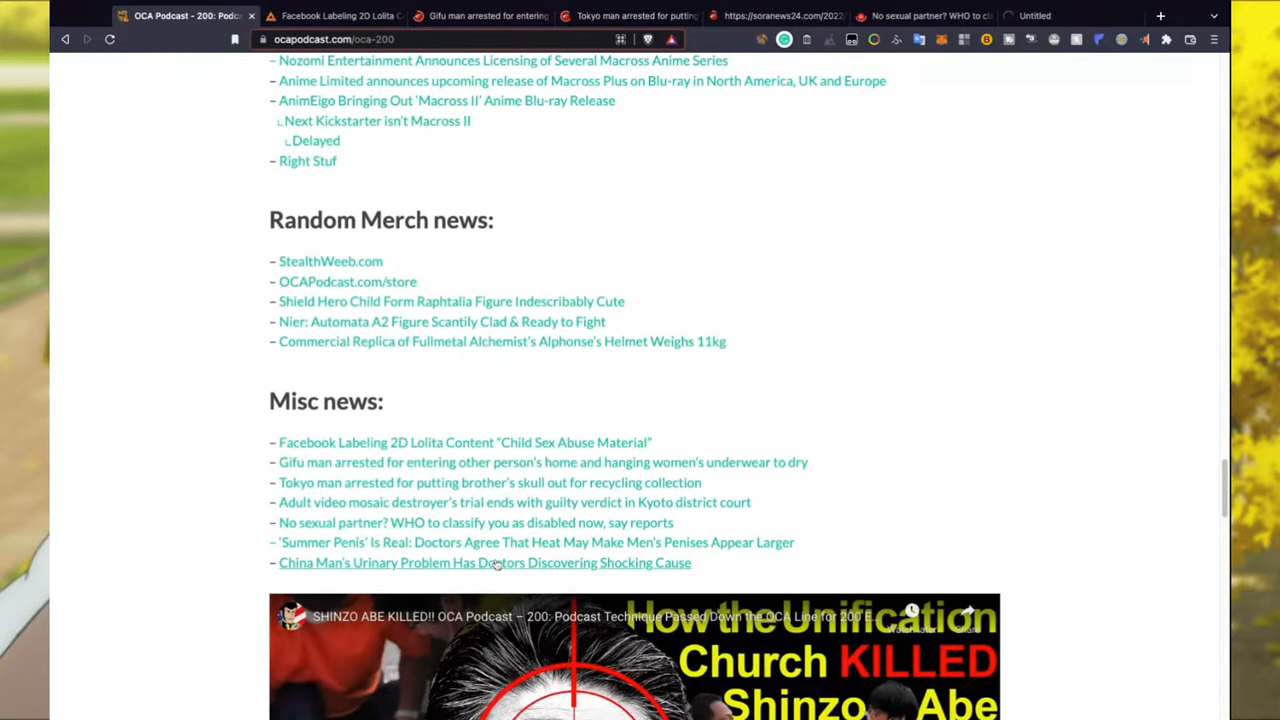 OCA Podcast - 200: Podc
Facebook Labeling 2D Lolita C
Gifu man arrested for entering
Tokyo man arrested for putting
https://soranews24.com/2022/
No sexual partner? WHO to cl
Untitled
ocapodcast.com/oca-200
– Nozomi Entertainment Announces Licensing of Several Macross Anime Series
– Anime Limited announces upcoming release of Macross Plus on Blu-ray in North America, UK and Europe
– AnimEigo Bringing Out ‘Macross II’ Anime Blu-ray Release
Next Kickstarter isn’t Macross II
Delayed
– Right Stuf
Random Merch news:
– StealthWeeb.com
– OCAPodcast.com/store
– Shield Hero Child Form Raphtalia Figure Indescribably Cute
– Nier: Automata A2 Figure Scantily Clad & Ready to Fight
– Commercial Replica of Fullmetal Alchemist’s Alphonse’s Helmet Weighs 11kg
Misc news:
– Facebook Labeling 2D Lolita Content “Child Sex Abuse Material”
– Gifu man arrested for entering other person’s home and hanging women’s underwear to dry
– Tokyo man arrested for putting brother’s skull out for recycling collection
– Adult video mosaic destroyer’s trial ends with guilty verdict in Kyoto district court
– No sexual partner? WHO to classify you as disabled now, say reports
– ‘Summer Penis’ Is Real: Doctors Agree That Heat May Make Men’s Penises Appear Larger
– China Man’s Urinary Problem Has Doctors Discovering Shocking Cause
SHINZO ABE KILLED!! OCA Podcast – 200: Podcast Technique Passed Down the OCA Line for 200 E...
Watch later
Share
How the Unification
Church KILLED
Shinzo Abe